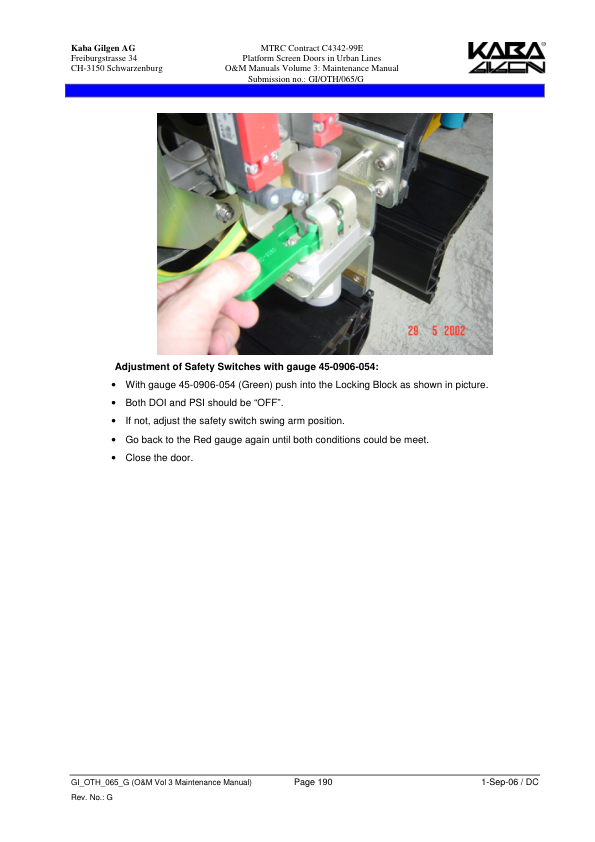 Kaba Gilgen AG
Freiburgstrasse 34
CH-3150 Schwarzenburg
MTRC Contract C4342-99E
Platform Screen Doors in Urban Lines
O&M Manuals Volume 3: Maintenance Manual
Submission no.: GI/OTH/065/G
KABA®
GILGEN
28 5 2002
Adjustment of Safety Switches with gauge 45-0906-054:
• With gauge 45-0906-054 (Green) push into the Locking Block as shown in picture.
• Both DOI and PSI should be “OFF”.
• If not, adjust the safety switch swing arm position.
• Go back to the Red gauge again until both conditions could be meet.
• Close the door.
GI_OTH_065_G (O&M Vol 3 Maintenance Manual)
Page 190
1-Sep-06 / DC
Rev. No.: G